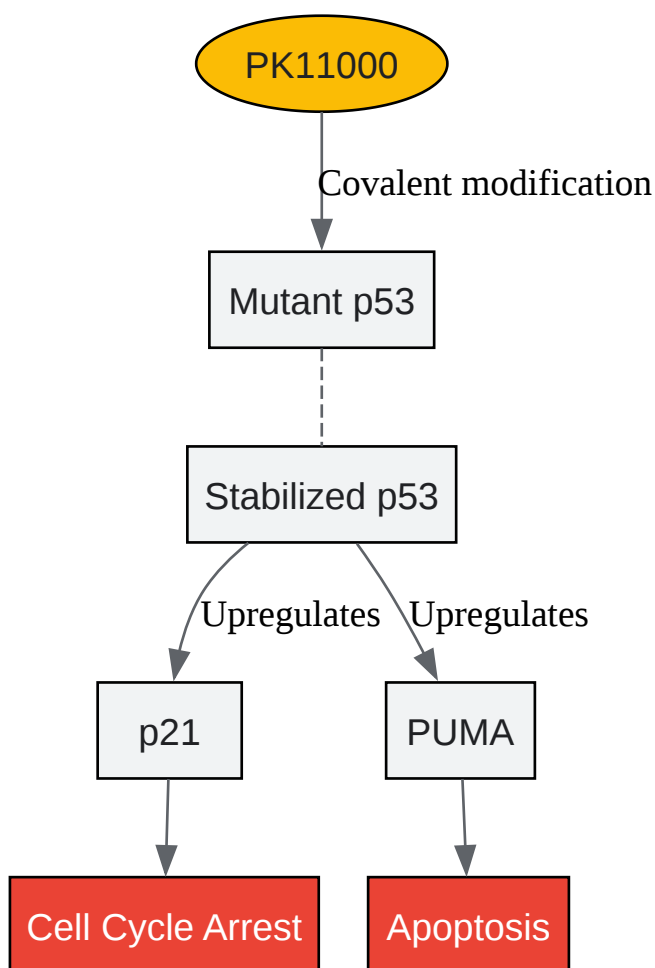 PK11000
Covalent modification
Mutant p53
Stabilized p53
Upregulates
Upregulates
p21
PUMA
Cell Cycle Arrest
Apoptosis